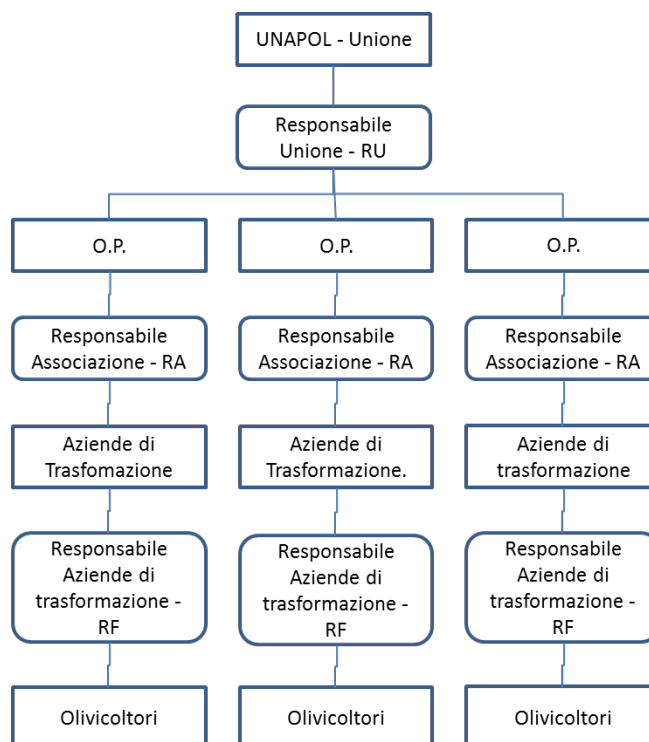 UNAPOL - Unione
Responsabile
Unione - RU
O.P.
O.P.
O.P.
Responsabile
Associazione - RA
Responsabile
Associazione - RA
Responsabile
Associazione - RA
Aziende di
Trasfomazione
Aziende di
Trasformazione.
Aziende di
trasformazione
Responsabile
Aziende di
trasformazione -
RF
Responsabile
Aziende di
trasformazione -
RF
Responsabile
Aziende di
trasformazione -
RF
Olivicoltori
Olivicoltori
Olivicoltori